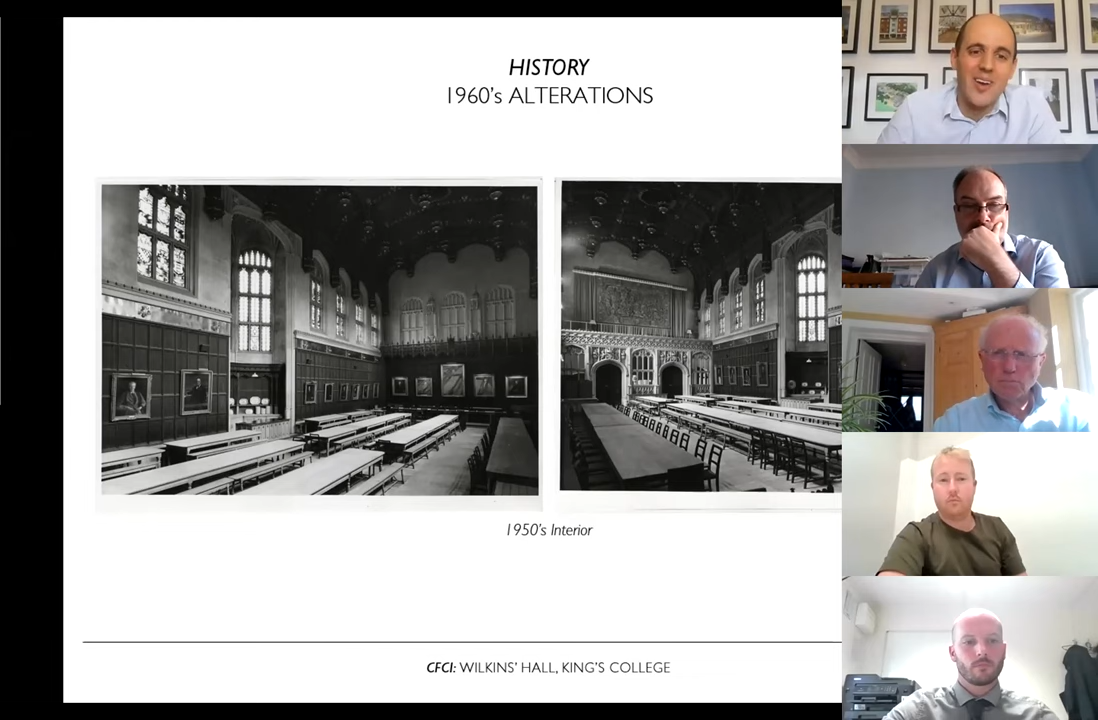 HISTORY
1960's ALTERATIONS
1950's Interior
CFCI: WILKINS' HALL, KING'S COLLEGE